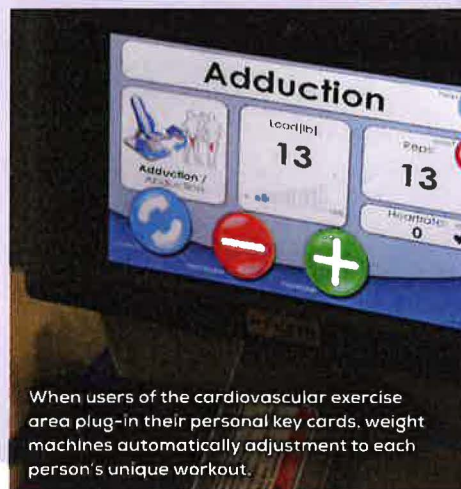 Adduction
Load[lb]
13
Reps:
13
Adduction /
Abduction
Heartrate:
0
When users of the cardiovascular exercise
area plug-in their personal key cards, weight
machines automatically adjustment to each
person's unique workout.